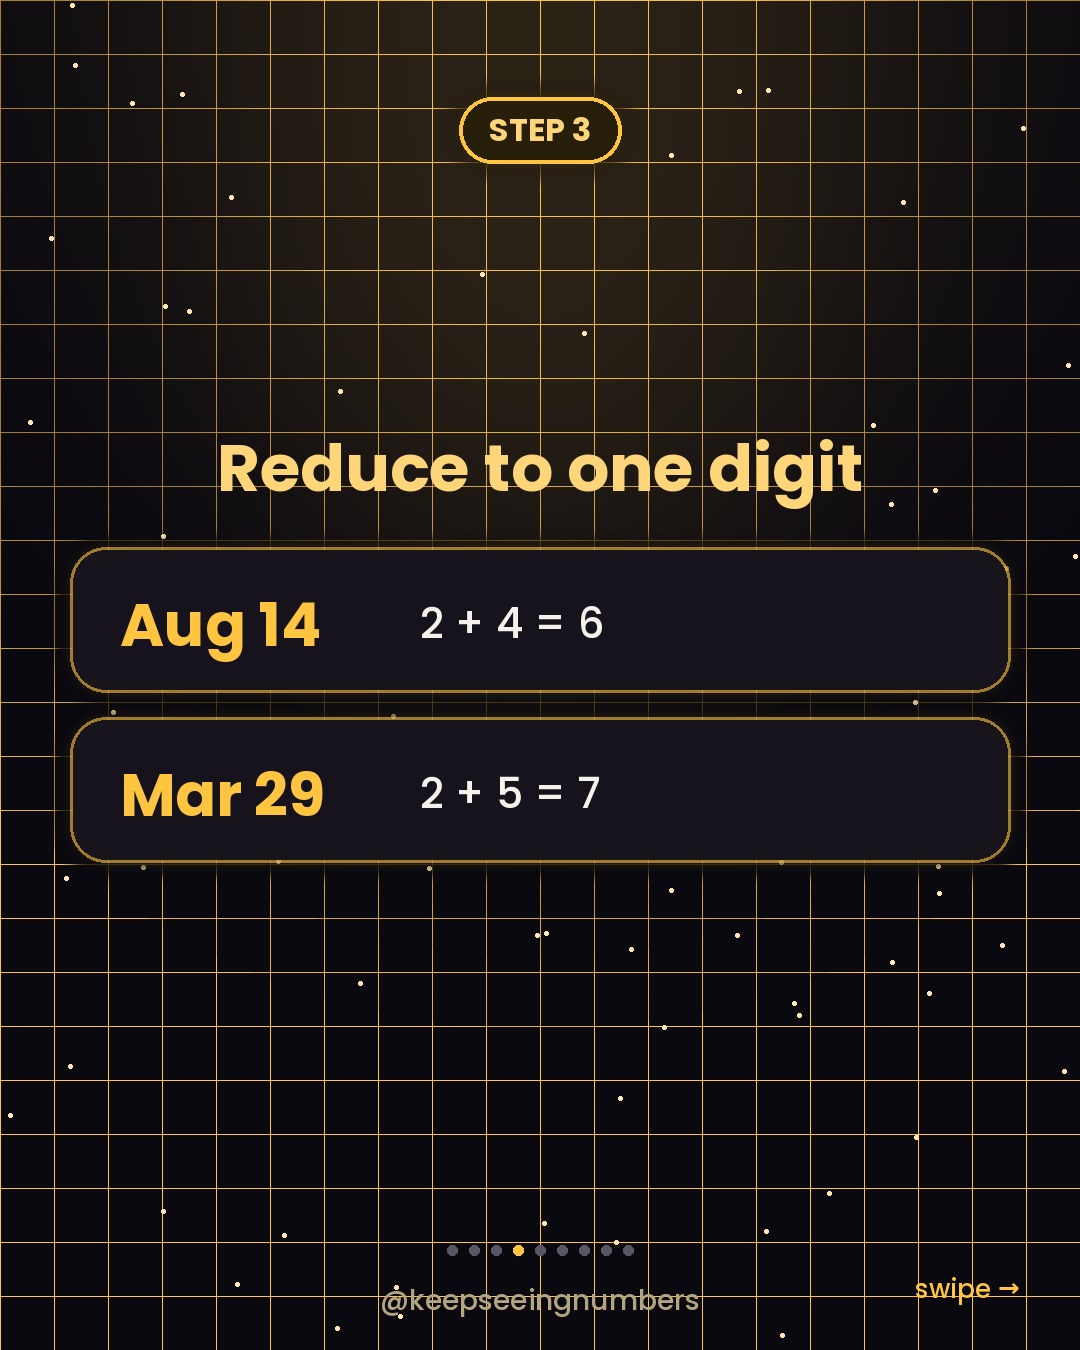 STEP 3
Reduce to one digit
Aug 14 2 + 4 = 6
Mar 29 2 + 5 = 7
@keepseeingnumbers
swipe →